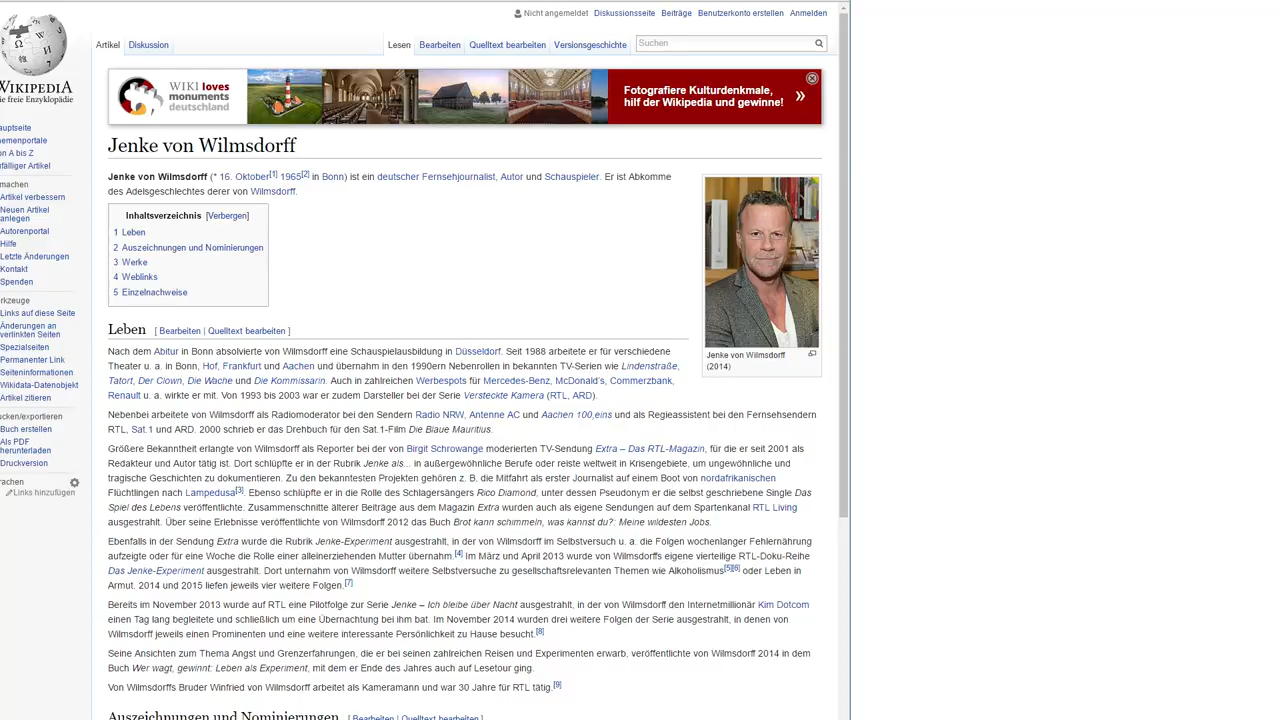 Nicht angemeldet Diskussionsseite Beiträge Benutzerkonto erstellen Anmelden
Artikel Diskussion Lesen Bearbeiten Quelltext bearbeiten Versionsgeschichte Suchen
WIKIPEDIA
ie freie Enzyklopädie
auptseite
hemenportale
on A bis Z
ufälliger Artikel
machen
Artikel verbessern
Neuen Artikel
anlegen
Autorenportal
Hilfe
Letzte Änderungen
Kontakt
Spenden
rkzeuge
Links auf diese Seite
Änderungen an
verlinkten Seiten
Spezialseiten
Permanenter Link
Seiteninformationen
Wikidata-Datenobjekt
Artikel zitieren
ucken/exportieren
Buch erstellen
Als PDF
herunterladen
Druckversion
rachen
Links hinzufügen
WIKI loves
monuments
deutschland
Fotografiere Kulturdenkmale,
hilf der Wikipedia und gewinne! »
Jenke von Wilmsdorff
Jenke von Wilmsdorff (* 16. Oktober[1] 1965[2] in Bonn) ist ein deutscher Fernsehjournalist, Autor und Schauspieler. Er ist Abkomme
des Adelsgeschlechtes derer von Wilmsdorff.
Inhaltsverzeichnis [Verbergen]
1 Leben
2 Auszeichnungen und Nominierungen
3 Werke
4 Weblinks
5 Einzelnachweise
Jenke von Wilmsdorff
(2014)
Leben [ Bearbeiten | Quelltext bearbeiten ]
Nach dem Abitur in Bonn absolvierte von Wilmsdorff eine Schauspielausbildung in Düsseldorf. Seit 1988 arbeitete er für verschiedene
Theater u. a. in Bonn, Hof, Frankfurt und Aachen und übernahm in den 1990ern Nebenrollen in bekannten TV-Serien wie Lindenstraße,
Tatort, Der Clown, Die Wache und Die Kommissarin. Auch in zahlreichen Werbespots für Mercedes-Benz, McDonald's, Commerzbank,
Renault u. a. wirkte er mit. Von 1993 bis 2003 war er zudem Darsteller bei der Serie Versteckte Kamera (RTL, ARD).
Nebenbei arbeitete von Wilmsdorff als Radiomoderator bei den Sendern Radio NRW, Antenne AC und Aachen 100,eins und als Regieassistent bei den Fernsehsendern
RTL, Sat.1 und ARD. 2000 schrieb er das Drehbuch für den Sat.1-Film Die Blaue Mauritius.
Größere Bekanntheit erlangte von Wilmsdorff als Reporter bei der von Birgit Schrowange moderierten TV-Sendung Extra – Das RTL-Magazin, für die er seit 2001 als
Redakteur und Autor tätig ist. Dort schlüpfte er in der Rubrik Jenke als... in außergewöhnliche Berufe oder reiste weltweit in Krisengebiete, um ungewöhnliche und
tragische Geschichten zu dokumentieren. Zu den bekanntesten Projekten gehören z. B. die Mitfahrt als erster Journalist auf einem Boot von nordafrikanischen
Flüchtlingen nach Lampedusa[3]. Ebenso schlüpfte er in die Rolle des Schlagersängers Rico Diamond, unter dessen Pseudonym er die selbst geschriebene Single Das
Spiel des Lebens veröffentlichte. Zusammenschnitte älterer Beiträge aus dem Magazin Extra wurden auch als eigene Sendungen auf dem Spartenkanal RTL Living
ausgestrahlt. Über seine Erlebnisse veröffentlichte von Wilmsdorff 2012 das Buch Brot kann schimmeln, was kannst du?: Meine wildesten Jobs.
Ebenfalls in der Sendung Extra wurde die Rubrik Jenke-Experiment ausgestrahlt, in der von Wilmsdorff im Selbstversuch u. a. die Folgen wochenlanger Fehlernährung
aufzeigte oder für eine Woche die Rolle einer alleinerziehenden Mutter übernahm.[4] Im März und April 2013 wurde von Wilmsdorffs eigene vierteilige RTL-Doku-Reihe
Das Jenke-Experiment ausgestrahlt. Dort unternahm von Wilmsdorff weitere Selbstversuche zu gesellschaftsrelevanten Themen wie Alkoholismus[5][6] oder Leben in
Armut. 2014 und 2015 liefen jeweils vier weitere Folgen.[7]
Bereits im November 2013 wurde auf RTL eine Pilotfolge zur Serie Jenke – Ich bleibe über Nacht ausgestrahlt, in der von Wilmsdorff den Internetmillionär Kim Dotcom
einen Tag lang begleitete und schließlich um eine Übernachtung bei ihm bat. Im November 2014 wurden drei weitere Folgen der Serie ausgestrahlt, in denen von
Wilmsdorff jeweils einen Prominenten und eine weitere interessante Persönlichkeit zu Hause besucht.[8]
Seine Ansichten zum Thema Angst und Grenzerfahrungen, die er bei seinen zahlreichen Reisen und Experimenten erwarb, veröffentlichte von Wilmsdorff 2014 in dem
Buch Wer wagt, gewinnt: Leben als Experiment, mit dem er Ende des Jahres auch auf Lesetour ging.
Von Wilmsdorffs Bruder Winfried von Wilmsdorff arbeitet als Kameramann und war 30 Jahre für RTL tätig.[9]
Auszeichnungen und Nominierungen [ Bearbeiten | Quelltext bearbeiten ]